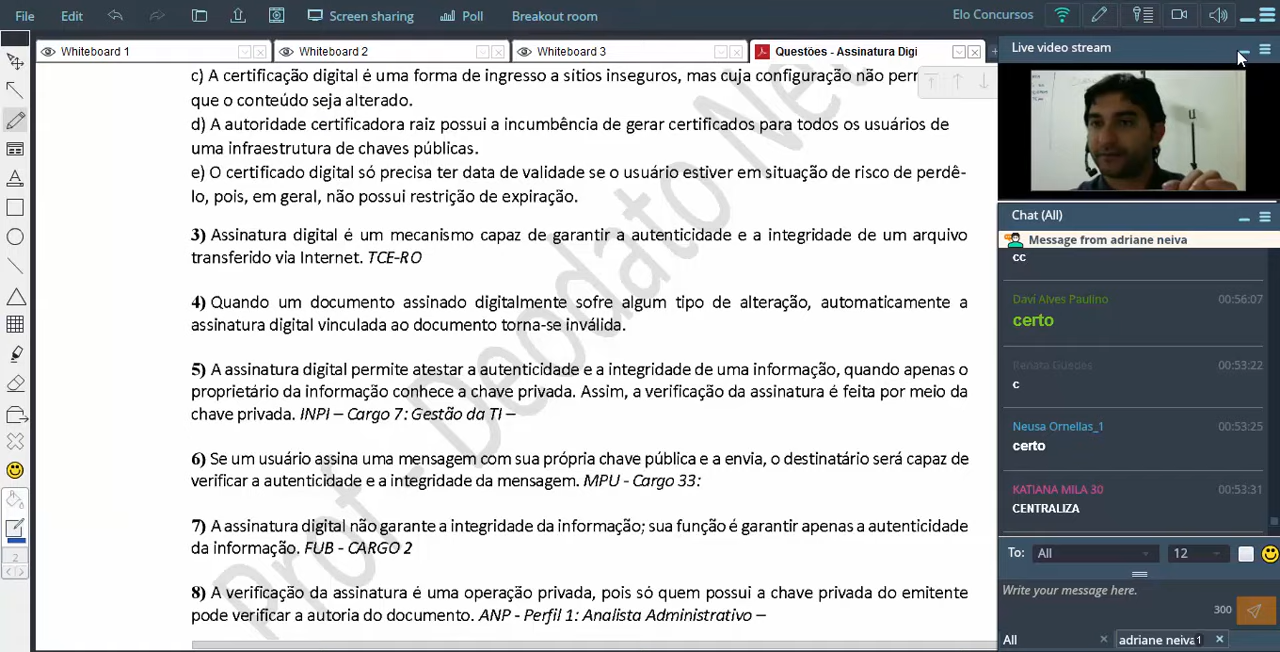 File Edit Screen sharing Poll Breakout room Elo Concursos
Whiteboard 1 Whiteboard 2 Whiteboard 3 Questões - Assinatura Digi
c) A certificação digital é uma forma de ingresso a sítios inseguros, mas cuja configuração não perr
que o conteúdo seja alterado.
d) A autoridade certificadora raiz possui a incumbência de gerar certificados para todos os usuários de
uma infraestrutura de chaves públicas.
e) O certificado digital só precisa ter data de validade se o usuário estiver em situação de risco de perdê-
lo, pois, em geral, não possui restrição de expiração.
3) Assinatura digital é um mecanismo capaz de garantir a autenticidade e a integridade de um arquivo
transferido via Internet. TCE-RO
4) Quando um documento assinado digitalmente sofre algum tipo de alteração, automaticamente a
assinatura digital vinculada ao documento torna-se inválida.
5) A assinatura digital permite atestar a autenticidade e a integridade de uma informação, quando apenas o
proprietário da informação conhece a chave privada. Assim, a verificação da assinatura é feita por meio da
chave privada. INPI – Cargo 7: Gestão da TI –
6) Se um usuário assina uma mensagem com sua própria chave pública e a envia, o destinatário será capaz de
verificar a autenticidade e a integridade da mensagem. MPU - Cargo 33:
7) A assinatura digital não garante a integridade da informação; sua função é garantir apenas a autenticidade
da informação. FUB - CARGO 2
8) A verificação da assinatura é uma operação privada, pois só quem possui a chave privada do emitente
pode verificar a autoria do documento. ANP - Perfil 1: Analista Administrativo –
Prof - Deodato Ne
2
Live video stream
Chat (All)
Message from adriane neiva
cc
Davi Alves Paulino 00:56:07
certo
Renata Guedes 00:53:22
c
Neusa Ornellas_1 00:53:25
certo
KATIANA MILA 30 00:53:31
CENTRALIZA
To: All 12
Write your message here.
300
All adriane neiva 1